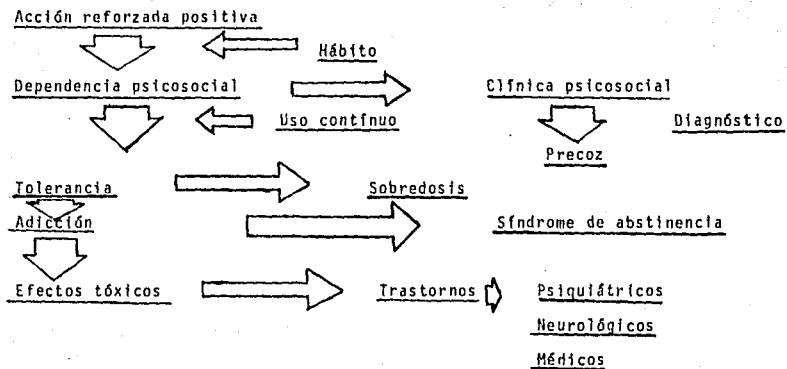 Acción reforzada positiva
Hábito
Dependencia psicosocial Clínica psicosocial
Uso contínuo Diagnóstico
Precoz
Tolerancia Sobredosis
Adicción Síndrome de abstinencia
Efectos tóxicos Trastornos Psiquiátricos
Neurológicos
Médicos